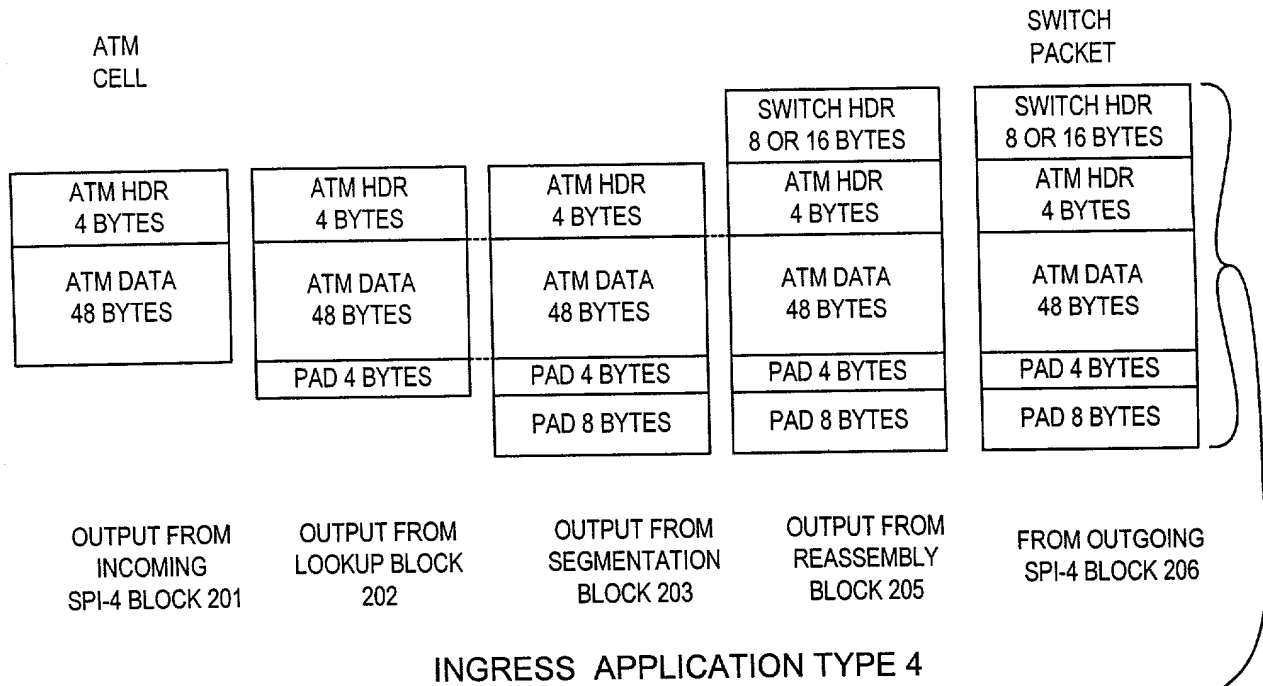 ATM
CELL
SWITCH
PACKET
ATM HDR
4 BYTES
ATM DATA
48 BYTES
ATM HDR
4 BYTES
ATM DATA
48 BYTES
PAD 4 BYTES
ATM HDR
4 BYTES
ATM DATA
48 BYTES
PAD 4 BYTES
PAD 8 BYTES
SWITCH HDR
8 OR 16 BYTES
ATM HDR
4 BYTES
ATM DATA
48 BYTES
PAD 4 BYTES
PAD 8 BYTES
SWITCH HDR
8 OR 16 BYTES
ATM HDR
4 BYTES
ATM DATA
48 BYTES
PAD 4 BYTES
PAD 8 BYTES
OUTPUT FROM
INCOMING
SPI-4 BLOCK 201
OUTPUT FROM
LOOKUP BLOCK
202
OUTPUT FROM
SEGMENTATION
BLOCK 203
OUTPUT FROM
REASSEMBLY
BLOCK 205
FROM OUTGOING
SPI-4 BLOCK 206
INGRESS APPLICATION TYPE 4